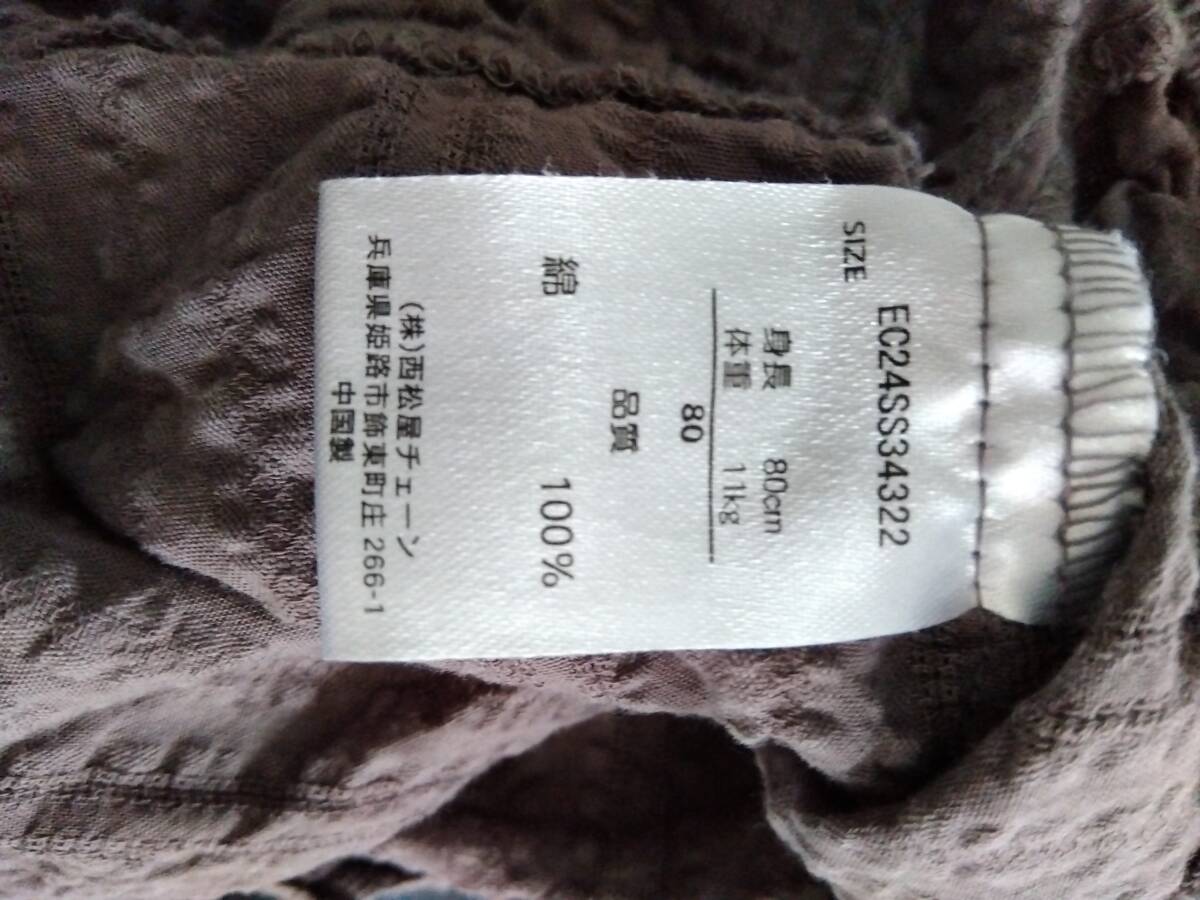 EC24SS34322
SIZE
身長 80cm
体重 11kg
80
品質
綿 100%
(株)西松屋チェーン
兵庫県姫路市飾東町庄 266-1
中国製